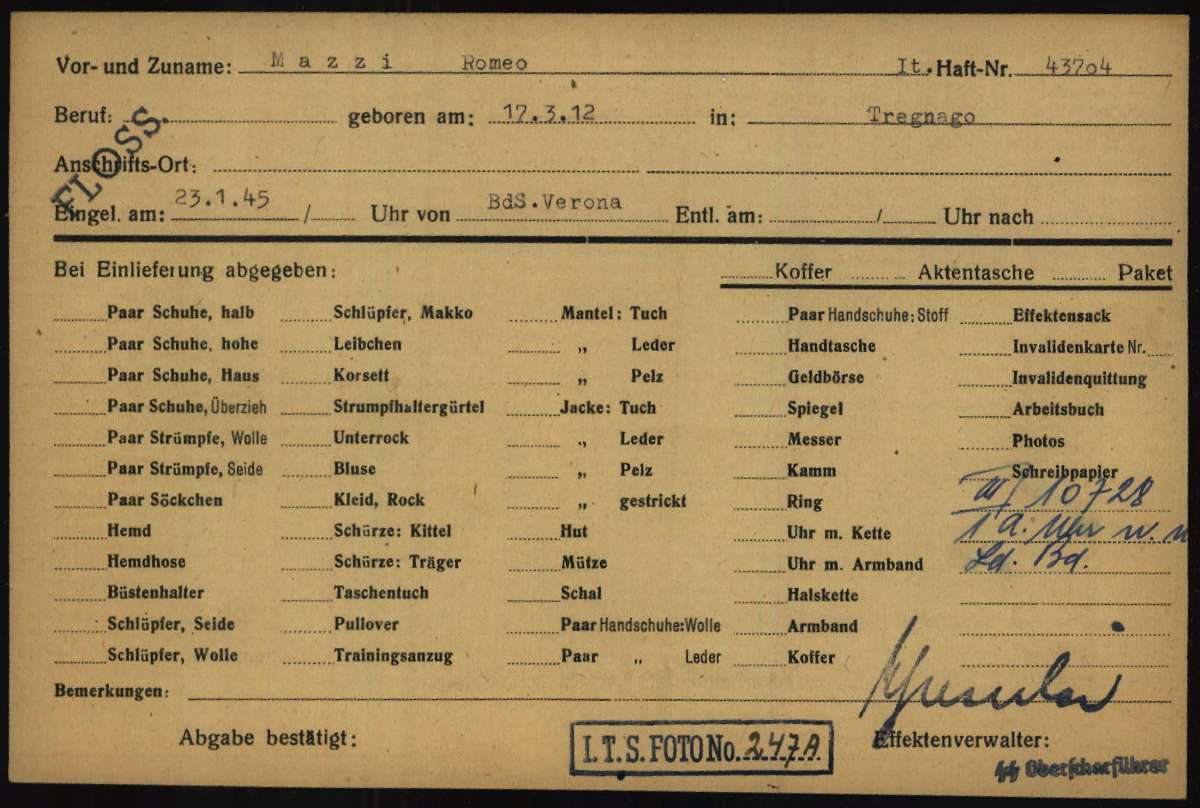 Vor- und Zuname: Mazzi Romeo It. Haft-Nr. 43704
Beruf: geboren am: 17.3.12 in: Tregnago
FLOSS.
Anschrifts-Ort:
Eingel. am: 23.1.45 / Uhr von BdS.Verona Entl. am: / Uhr nach
Bei Einlieferung abgegeben: Koffer Aktentasche Paket
Paar Schuhe, halb Schlüpfer, Makko Mantel: Tuch Paar Handschuhe: Stoff Effektensack
Paar Schuhe, hohe Leibchen „ Leder Handtasche Invalidenkarte Nr.
Paar Schuhe, Haus Korsett „ Pelz Geldbörse Invalidenquittung
Paar Schuhe, Überzieh Strumpfhaltergürtel Jacke: Tuch Spiegel Arbeitsbuch
Paar Strümpfe, Wolle Unterrock „ Leder Messer Photos
Paar Strümpfe, Seide Bluse „ Pelz Kamm Schreibpapier
Paar Söckchen Kleid, Rock „ gestrickt Ring 10728
Hemd Schürze: Kittel Hut Uhr m. Kette 1 a. Uhr
Hemdhose Schürze: Träger Mütze Uhr m. Armband Ld. Bd.
Büstenhalter Taschentuch Schal Halskette
Schlüpfer, Seide Pullover Paar Handschuhe: Wolle Armband
Schlüpfer, Wolle Trainingsanzug Paar „ Leder Koffer
Bemerkungen:
Abgabe bestätigt: I.T.S. FOTO No. 247A Effektenverwalter:
SS Oberscharführer